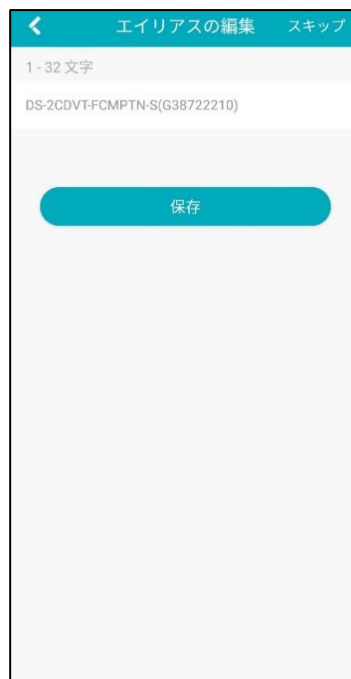 エイリアスの編集 スキップ
1 - 32 文字
DS-2CDVT-FCMPTN-S(G38722210)
保存